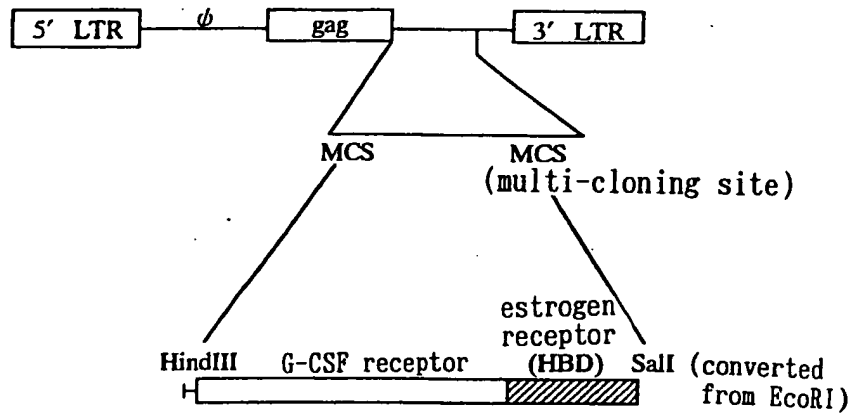 5′ LTR ψ gag 3′ LTR
MCS MCS
(multi-cloning site)
estrogen
receptor
HindIII G-CSF receptor (HBD) SalI (converted
from EcoRI)